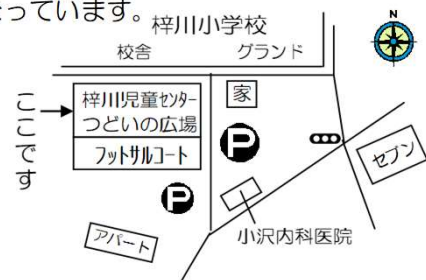 っています。
梓川小学校
校舎 グランド
N
家
梓川児童センター
つどいの広場
フットサルコート
ここです
P
P
セブン
小沢内科医院
アパート